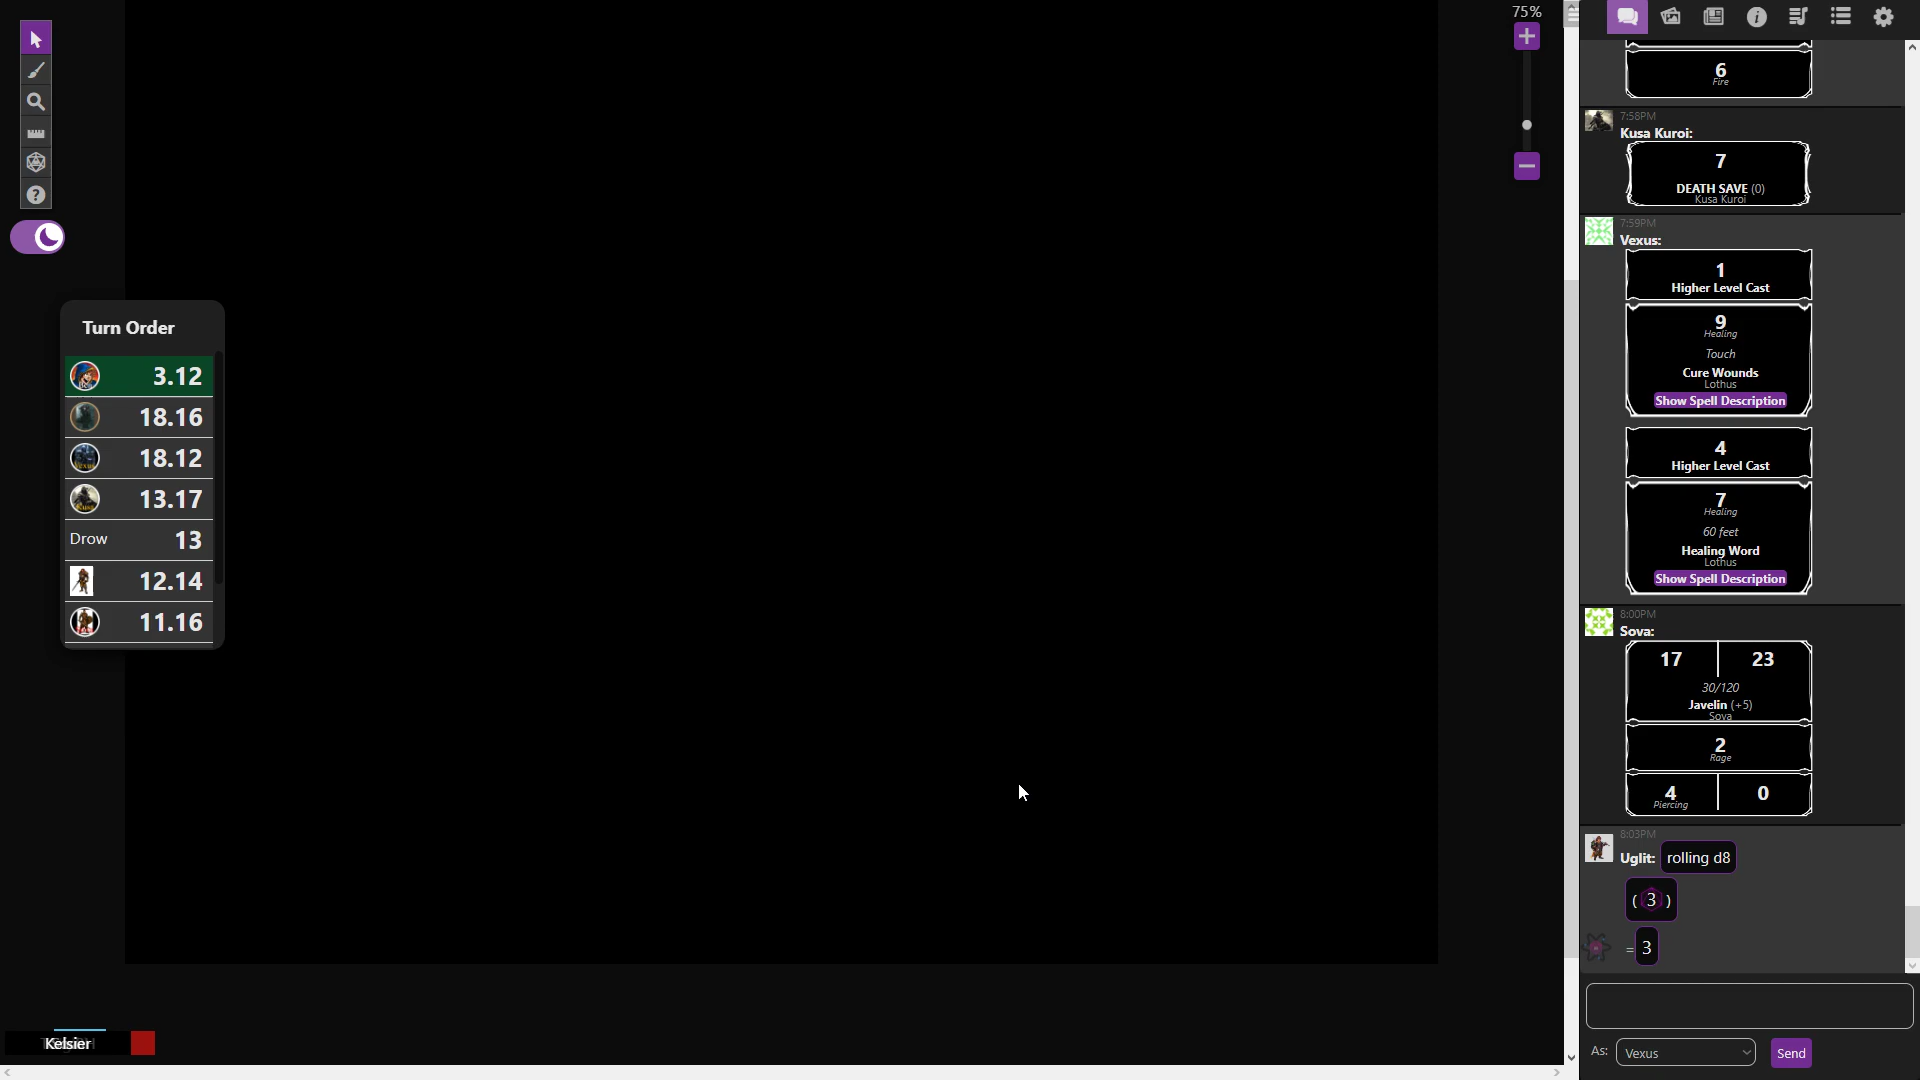 75%
Turn Order
3.12
18.16
18.12
13.17
Drow 13
12.14
11.16
Kelsier
6
Fire
7:58PM
Kusa Kuroi:
7
DEATH SAVE (0)
Kusa Kuroi
7:59PM
Vexus:
1
Higher Level Cast
9
Healing
Touch
Cure Wounds
Lothus
Show Spell Description
4
Higher Level Cast
7
Healing
60 feet
Healing Word
Lothus
Show Spell Description
8:00PM
Sova:
17 23
30/120
Javelin (+5)
Sova
2
Rage
4 0
Piercing
8:03PM
Uglit: rolling d8
(3)
=3
As: Vexus Send